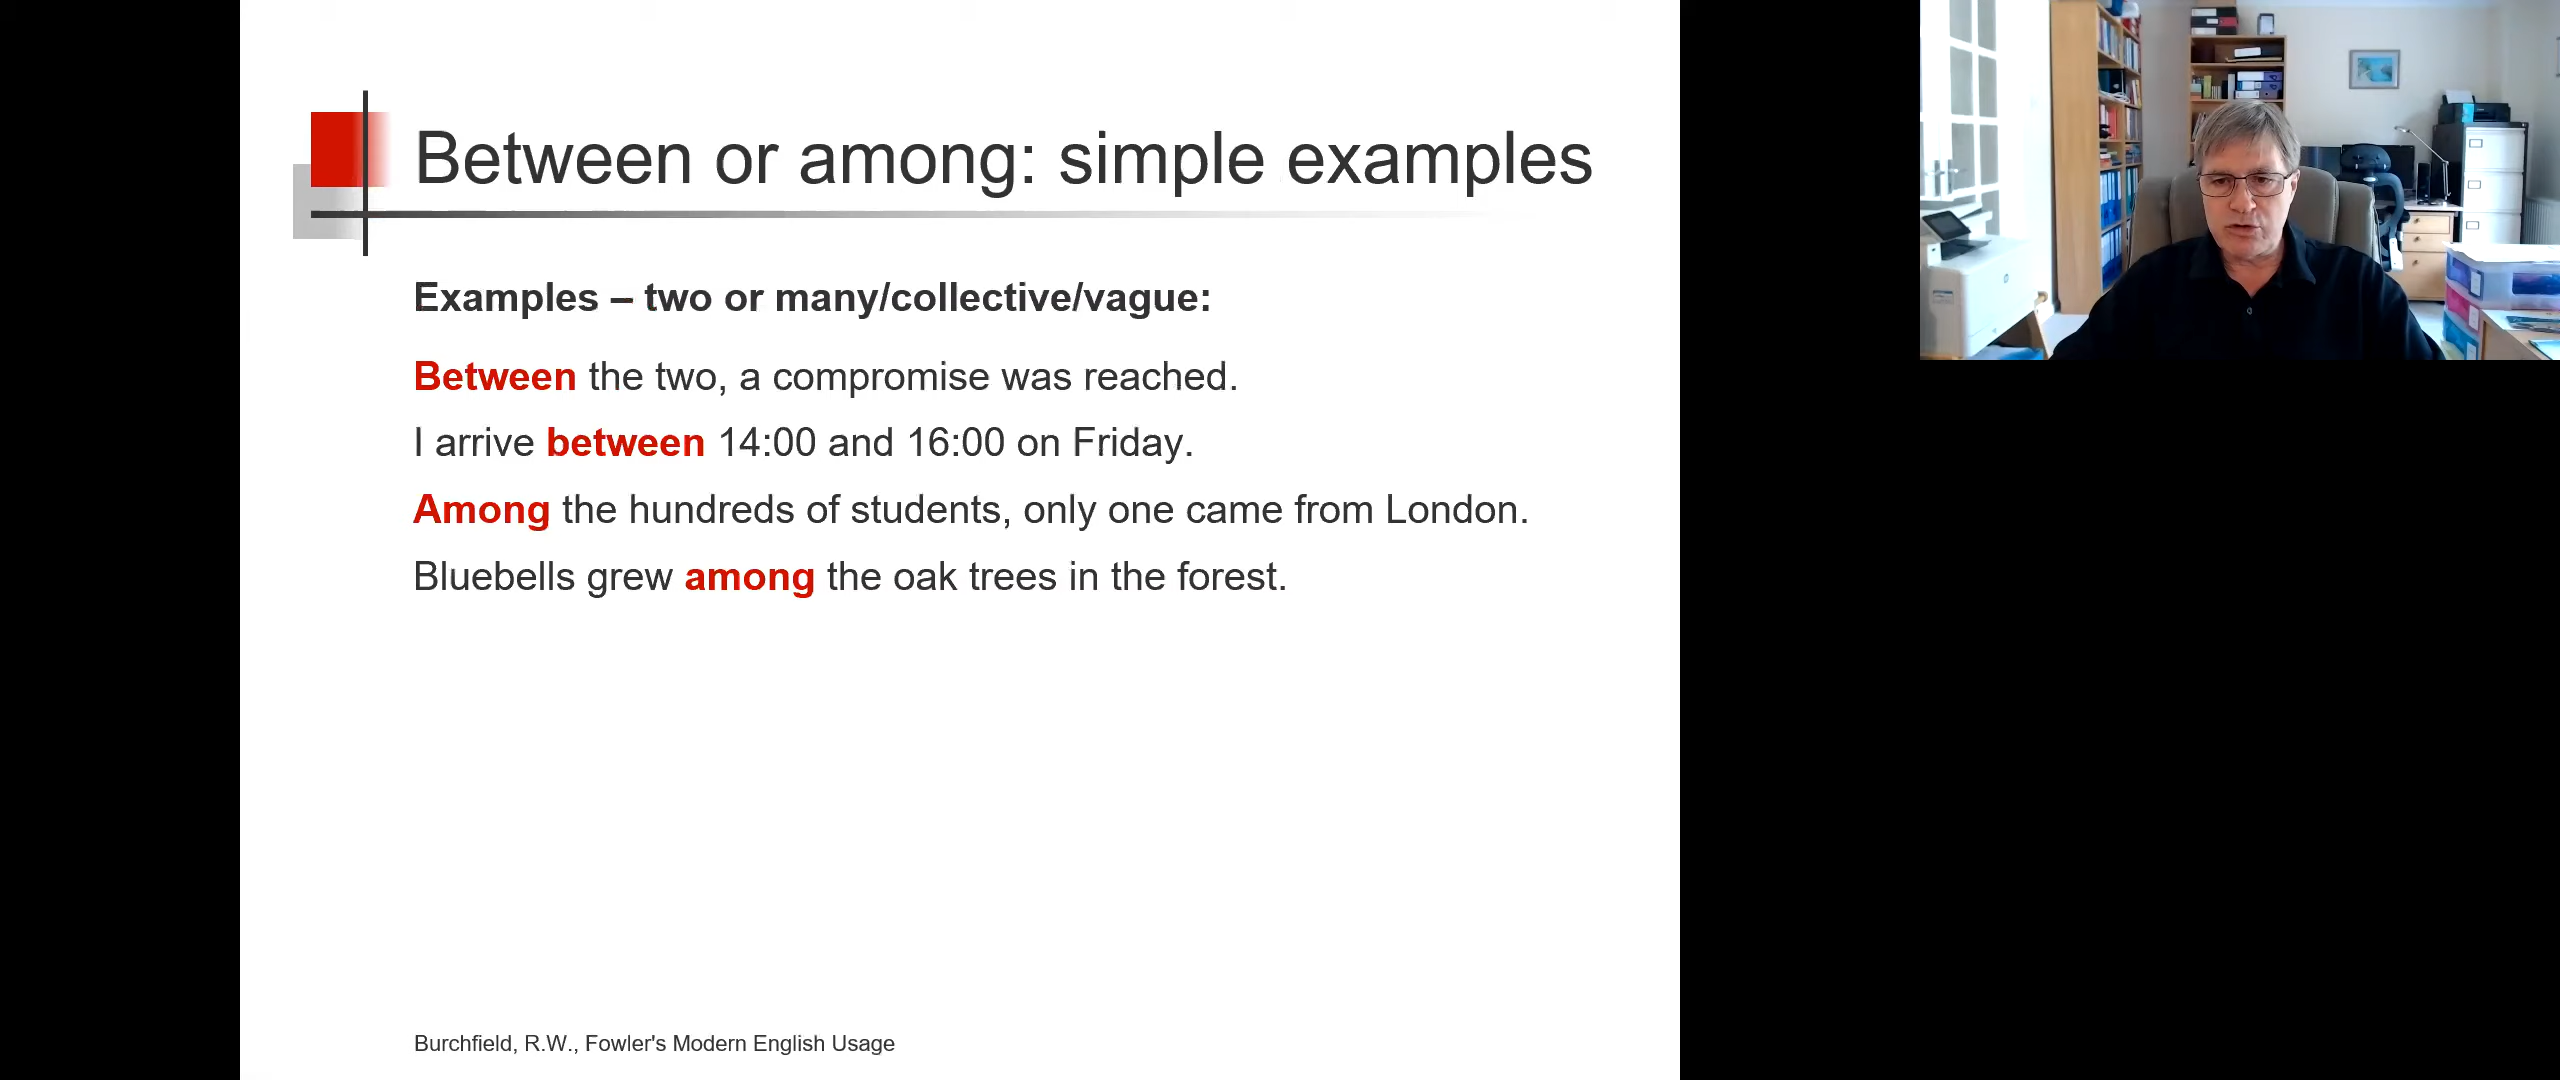 Between or among: simple examples
Examples – two or many/collective/vague:
Between the two, a compromise was reached.
I arrive between 14:00 and 16:00 on Friday.
Among the hundreds of students, only one came from London.
Bluebells grew among the oak trees in the forest.
Burchfield, R.W., Fowler's Modern English Usage